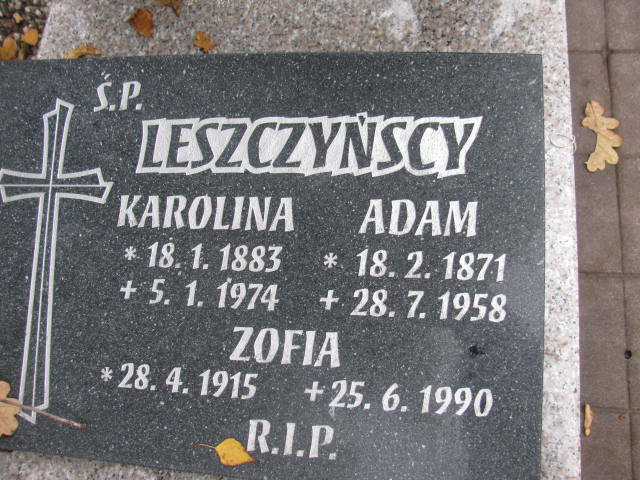 Ś.P.
LESZCZYŃSCY
KAROLINA ADAM
* 18. 1. 1883 * 18. 2. 1871
+ 5. 1. 1974 + 28. 7. 1958
ZOFIA
* 28. 4. 1915 + 25. 6. 1990
R.I.P.